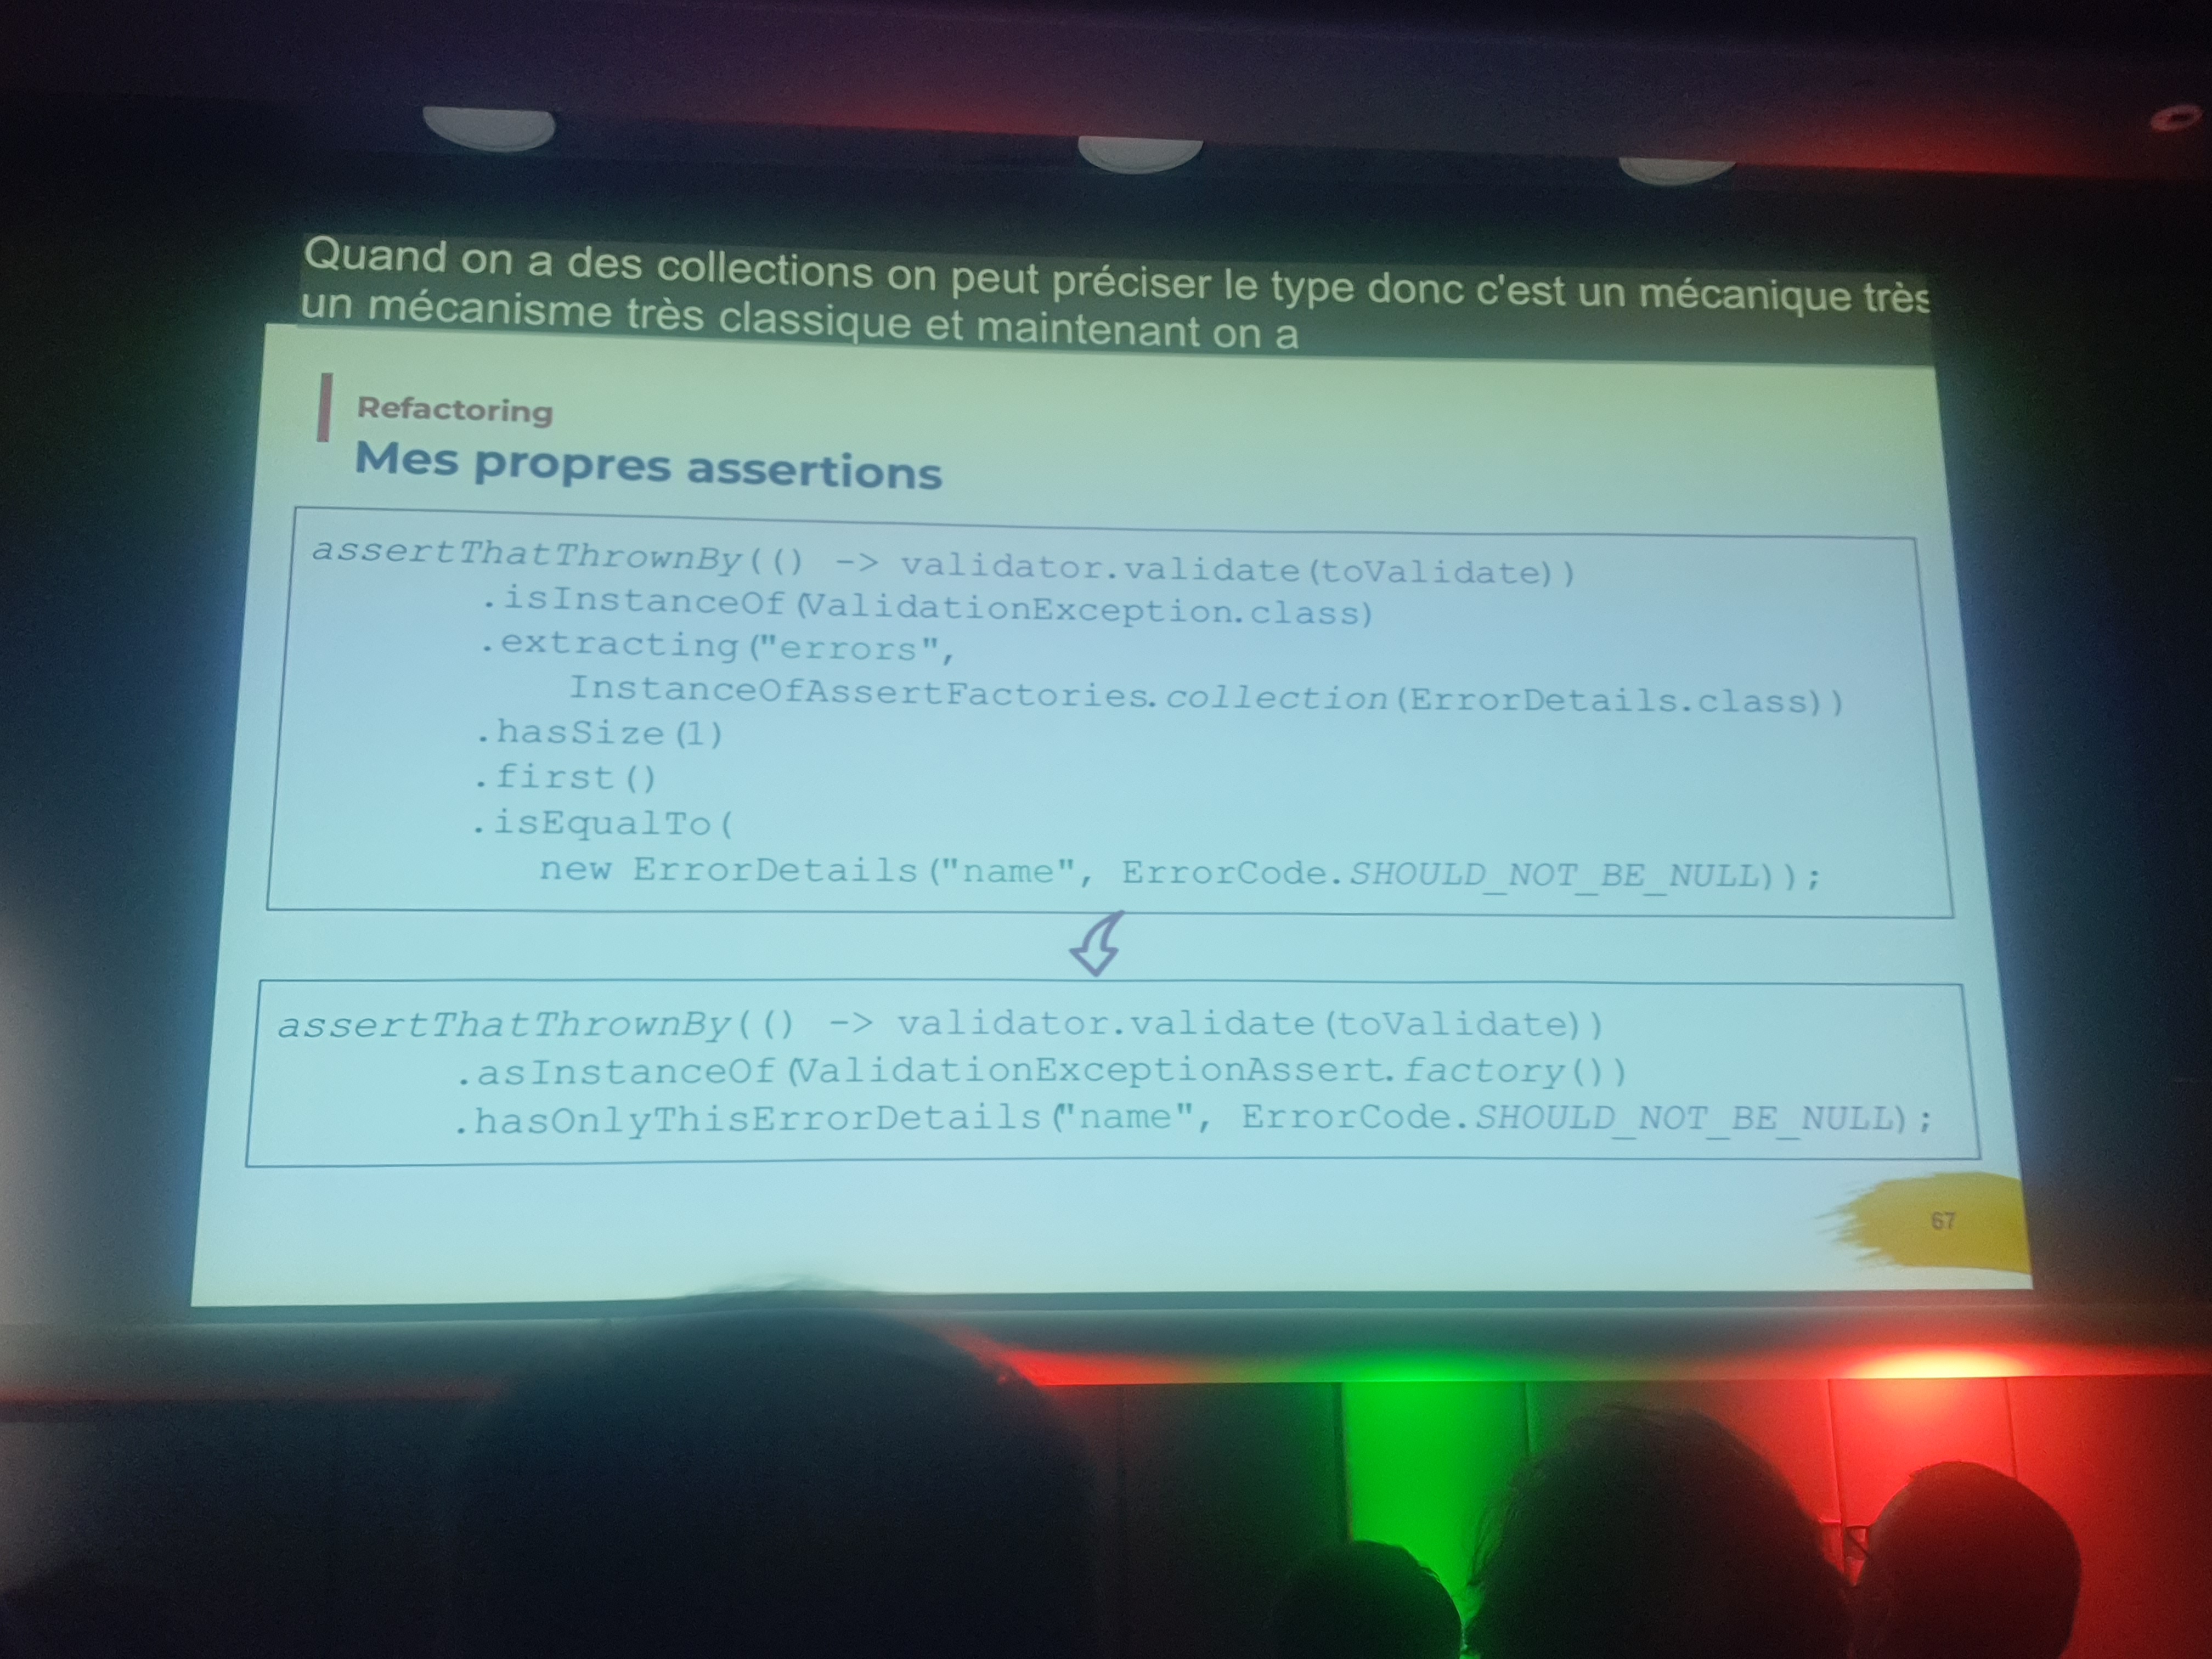 Quand on a des collections on peut préciser le type donc c'est un mécanique très
un mécanisme très classique et maintenant on a
Refactoring
Mes propres assertions
assertThatThrownBy(() -> validator.validate(toValidate))
.isInstanceOf(ValidationException.class)
.extracting("errors",
InstanceOfAssertFactories.collection(ErrorDetails.class))
.hasSize(1)
.first()
.isEqualTo(
new ErrorDetails("name", ErrorCode.SHOULD_NOT_BE_NULL));
assertThatThrownBy(() -> validator.validate(toValidate))
.asInstanceOf(ValidationExceptionAssert.factory())
.hasOnlyThisErrorDetails("name", ErrorCode.SHOULD_NOT_BE_NULL);
67